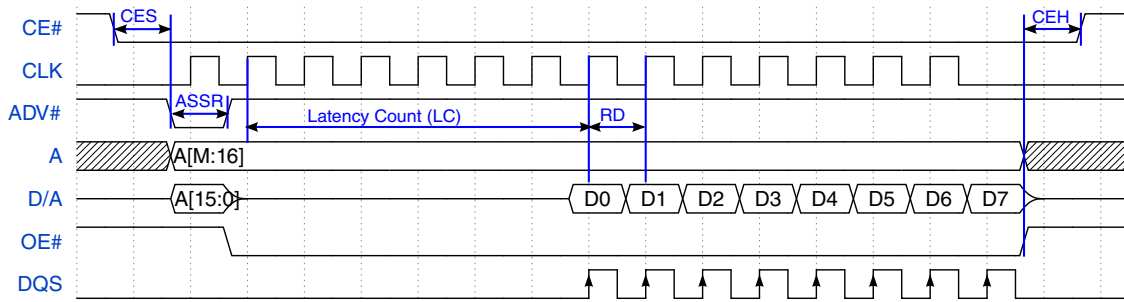 CE# CES CEH
CLK
ADV# ASSR Latency Count (LC) RD
A A[M:16]
D/A A[15:0] D0 D1 D2 D3 D4 D5 D6 D7
OE#
DQS